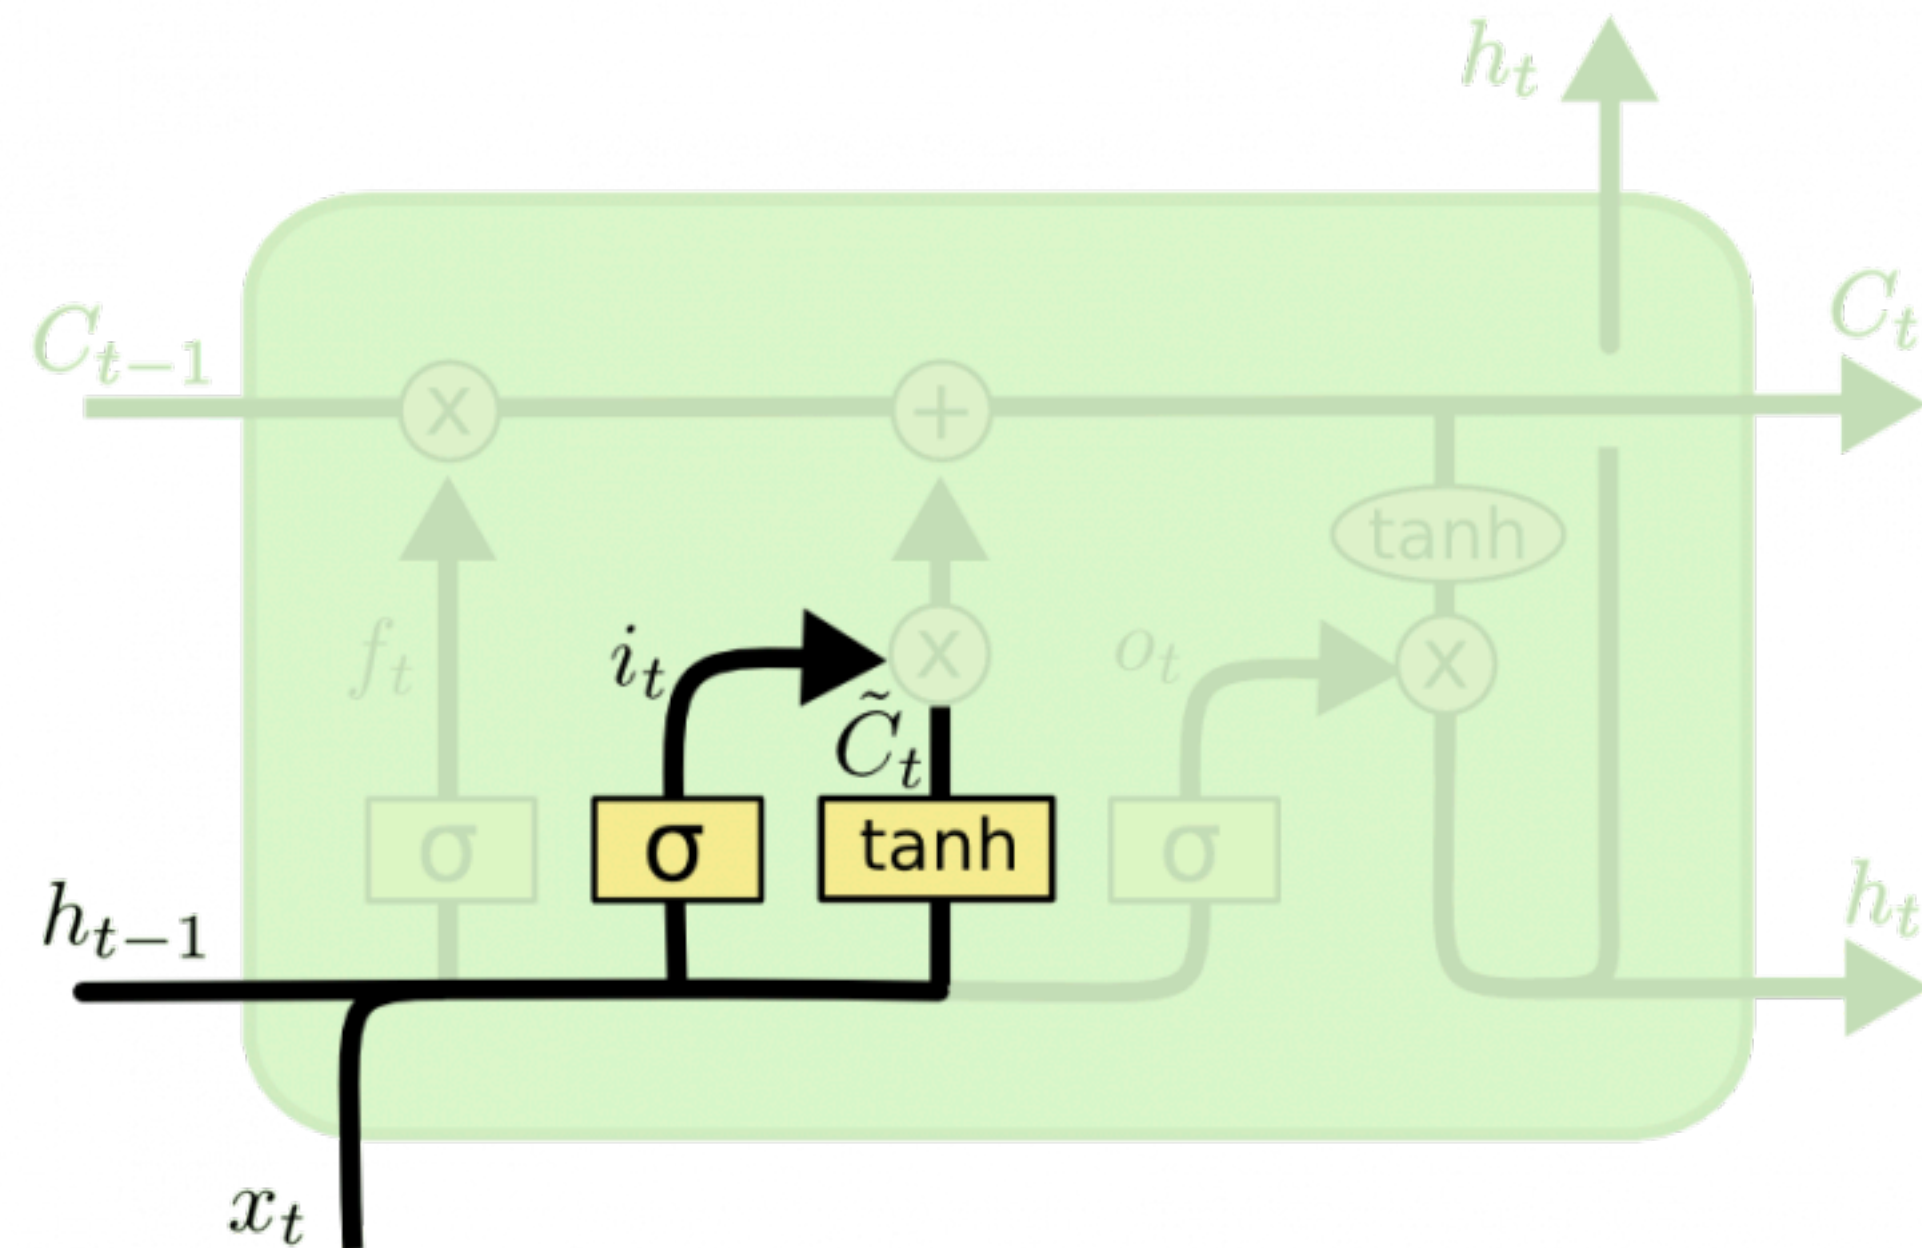 h_t
C_{t-1}
C_t
x
+
tanh
f_t
i_t
x
o_t
x
C̃_t
σ
σ
tanh
σ
h_{t-1}
h_t
x_t